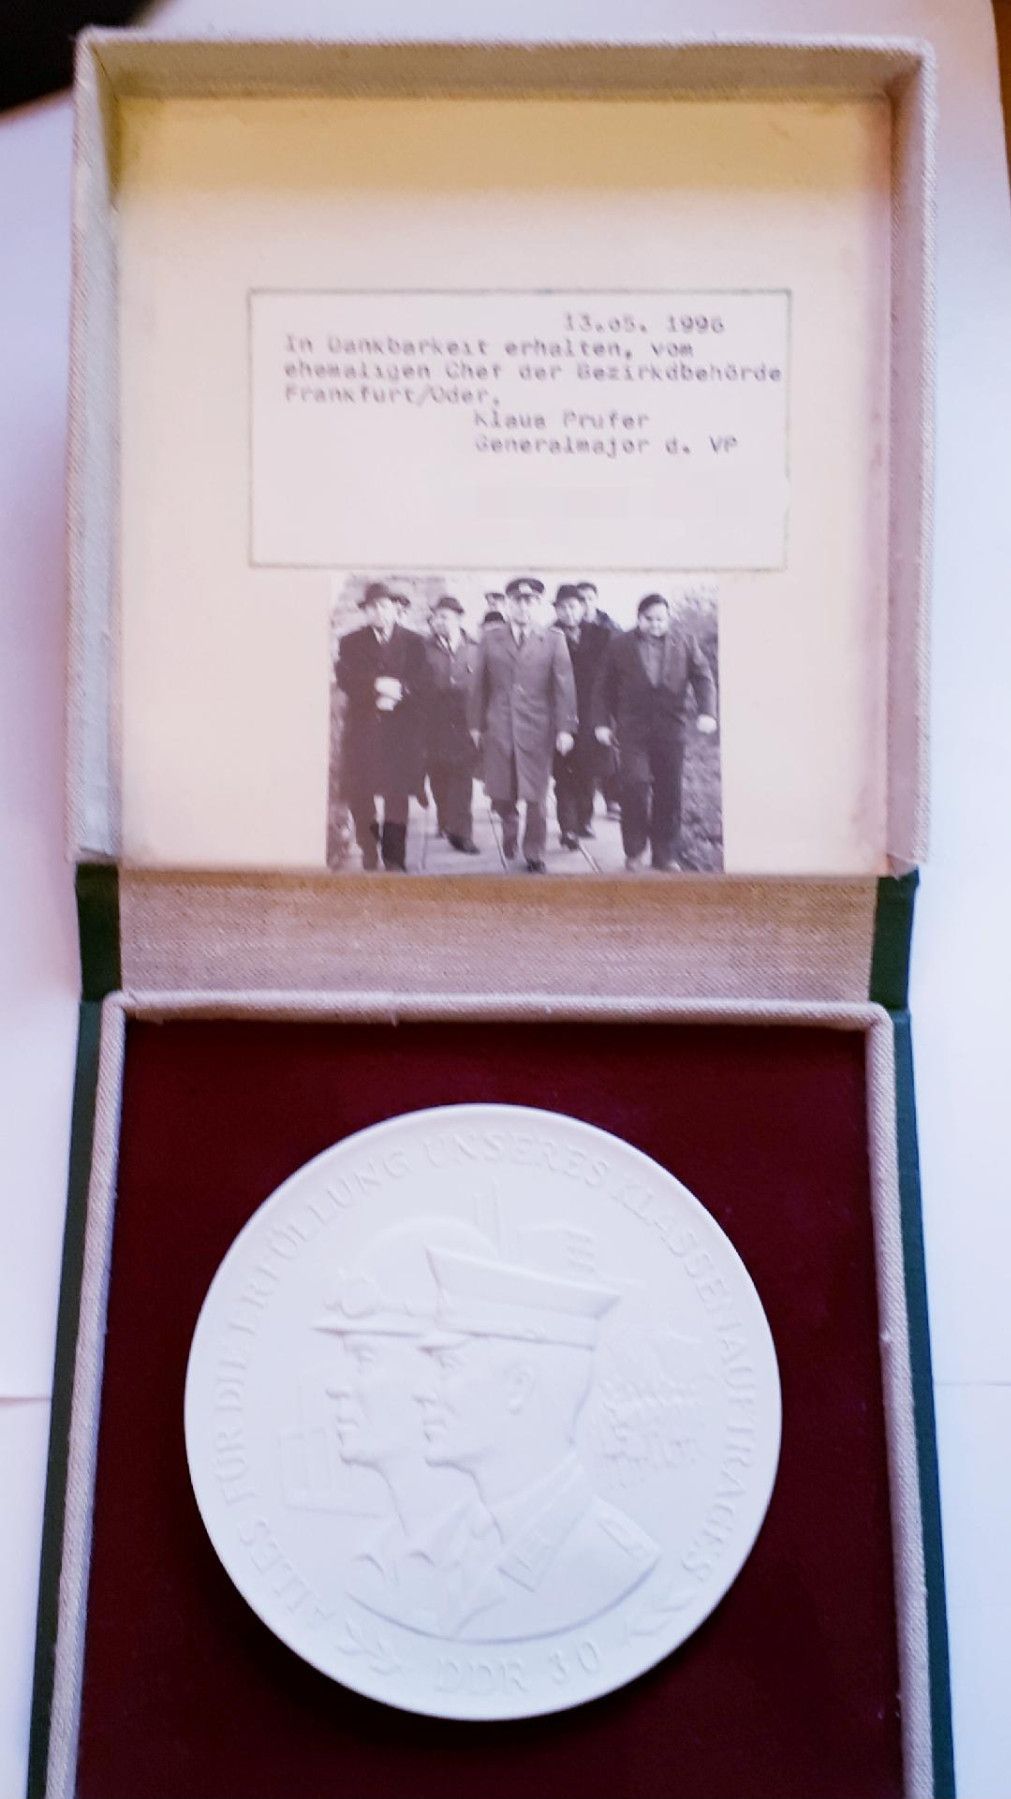 13.o5. 1996
In Dankbarkeit erhalten, vom
ehemaligen Chef der Bezirkdbehörde
Frankfurt/Oder.
Klaus Prufer
Generalmajor d. VP
ALLES FÜR DIE ERFÜLLUNG UNSERES KLASSENAUFTRAGES
DDR 30